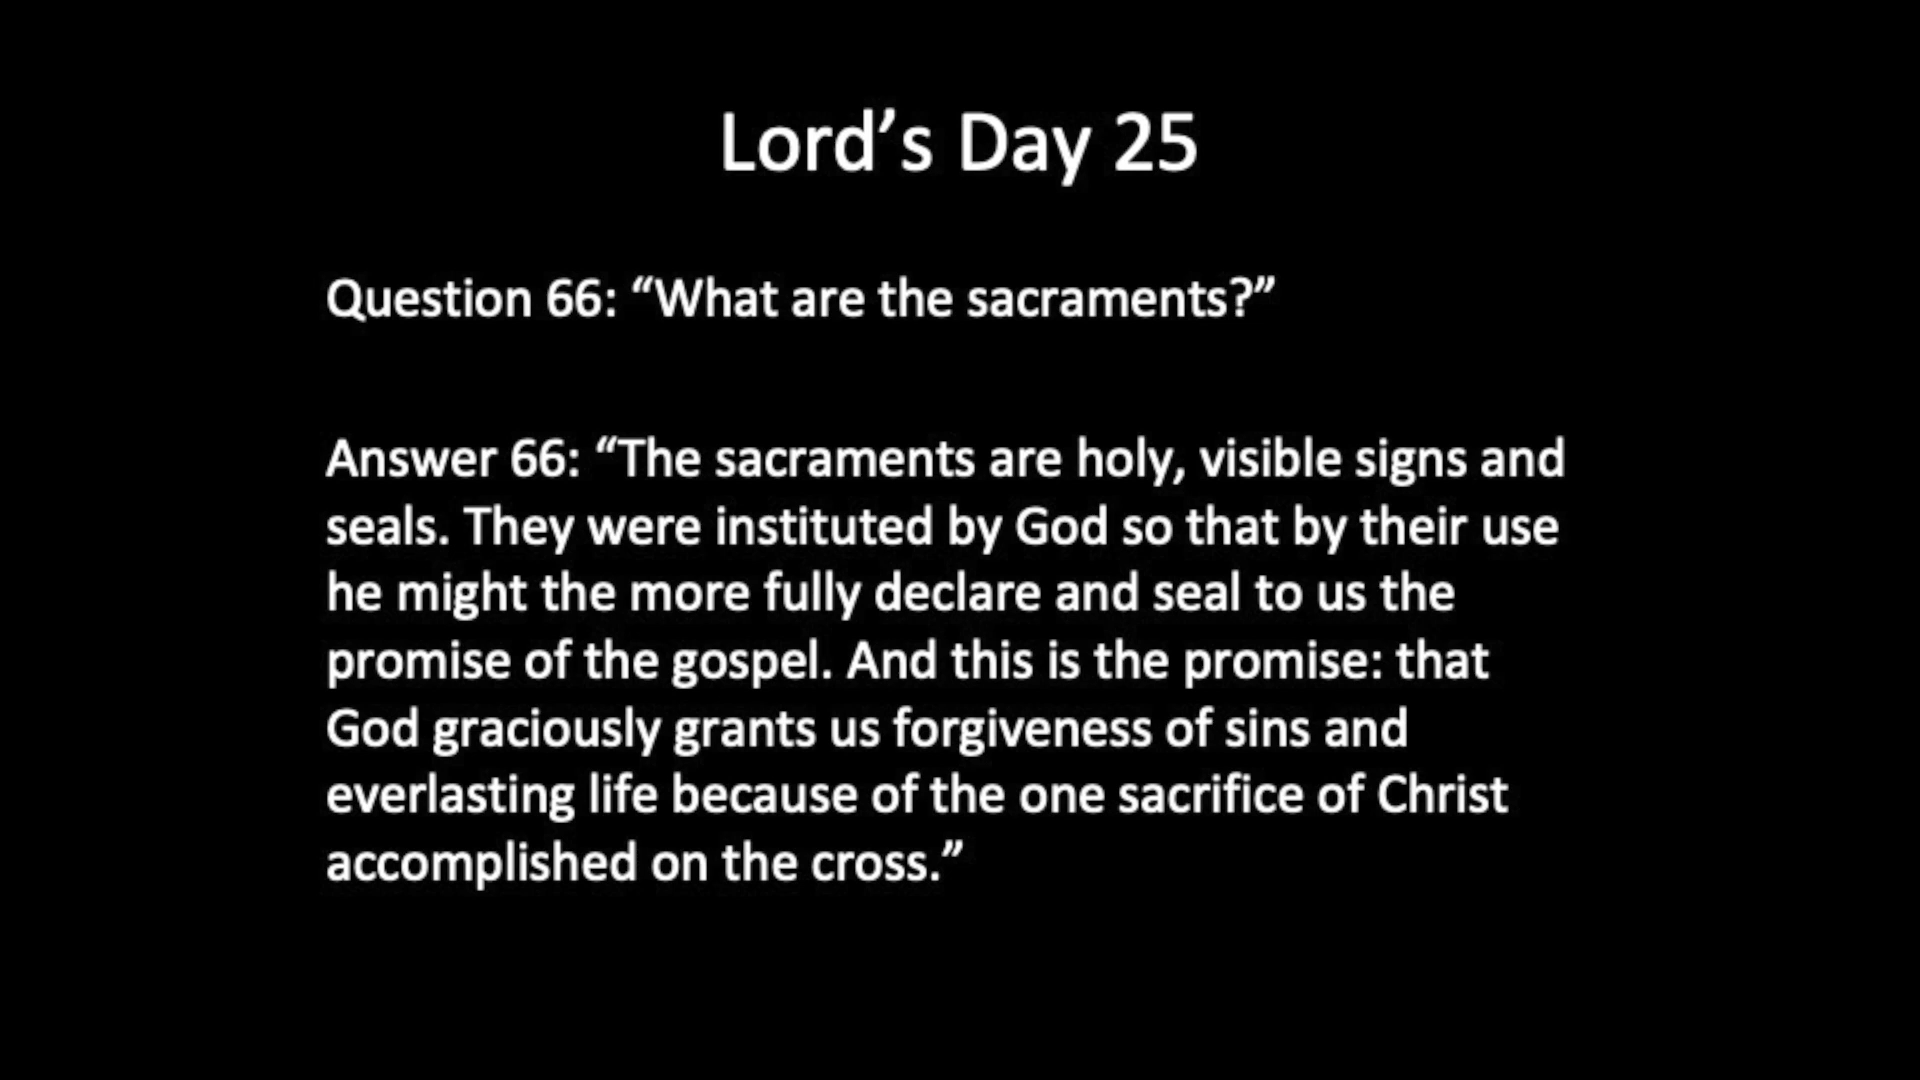 Lord’s Day 25
Question 66: “What are the sacraments?”
Answer 66: “The sacraments are holy, visible signs and
seals. They were instituted by God so that by their use
he might the more fully declare and seal to us the
promise of the gospel. And this is the promise: that
God graciously grants us forgiveness of sins and
everlasting life because of the one sacrifice of Christ
accomplished on the cross.”